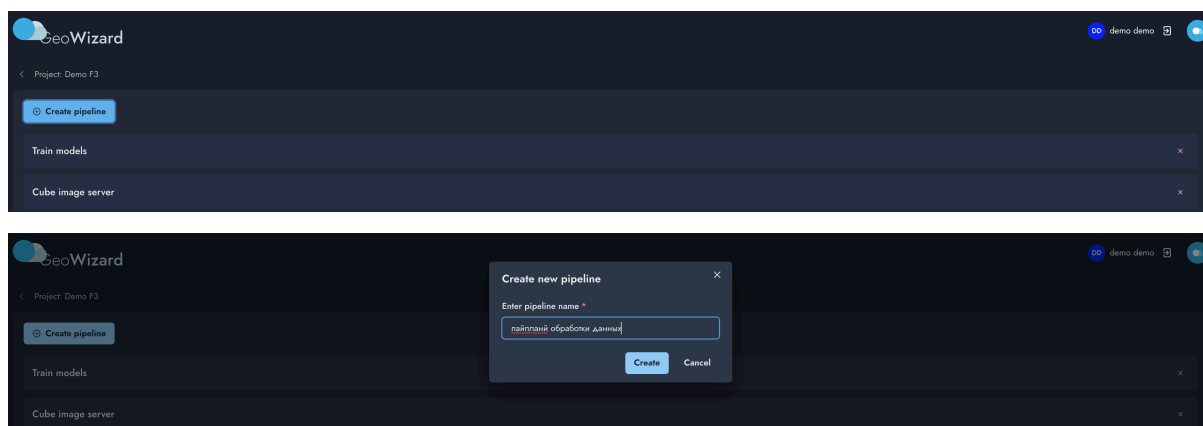 GeoWizard
DD demo demo
Project: Demo F3
Create pipeline
Train models
Cube image server
GeoWizard
DD demo demo
Project: Demo F3
Create new pipeline
Enter pipeline name *
пайпланй обработки данных
Create Cancel
Create pipeline
Train models
Cube image server